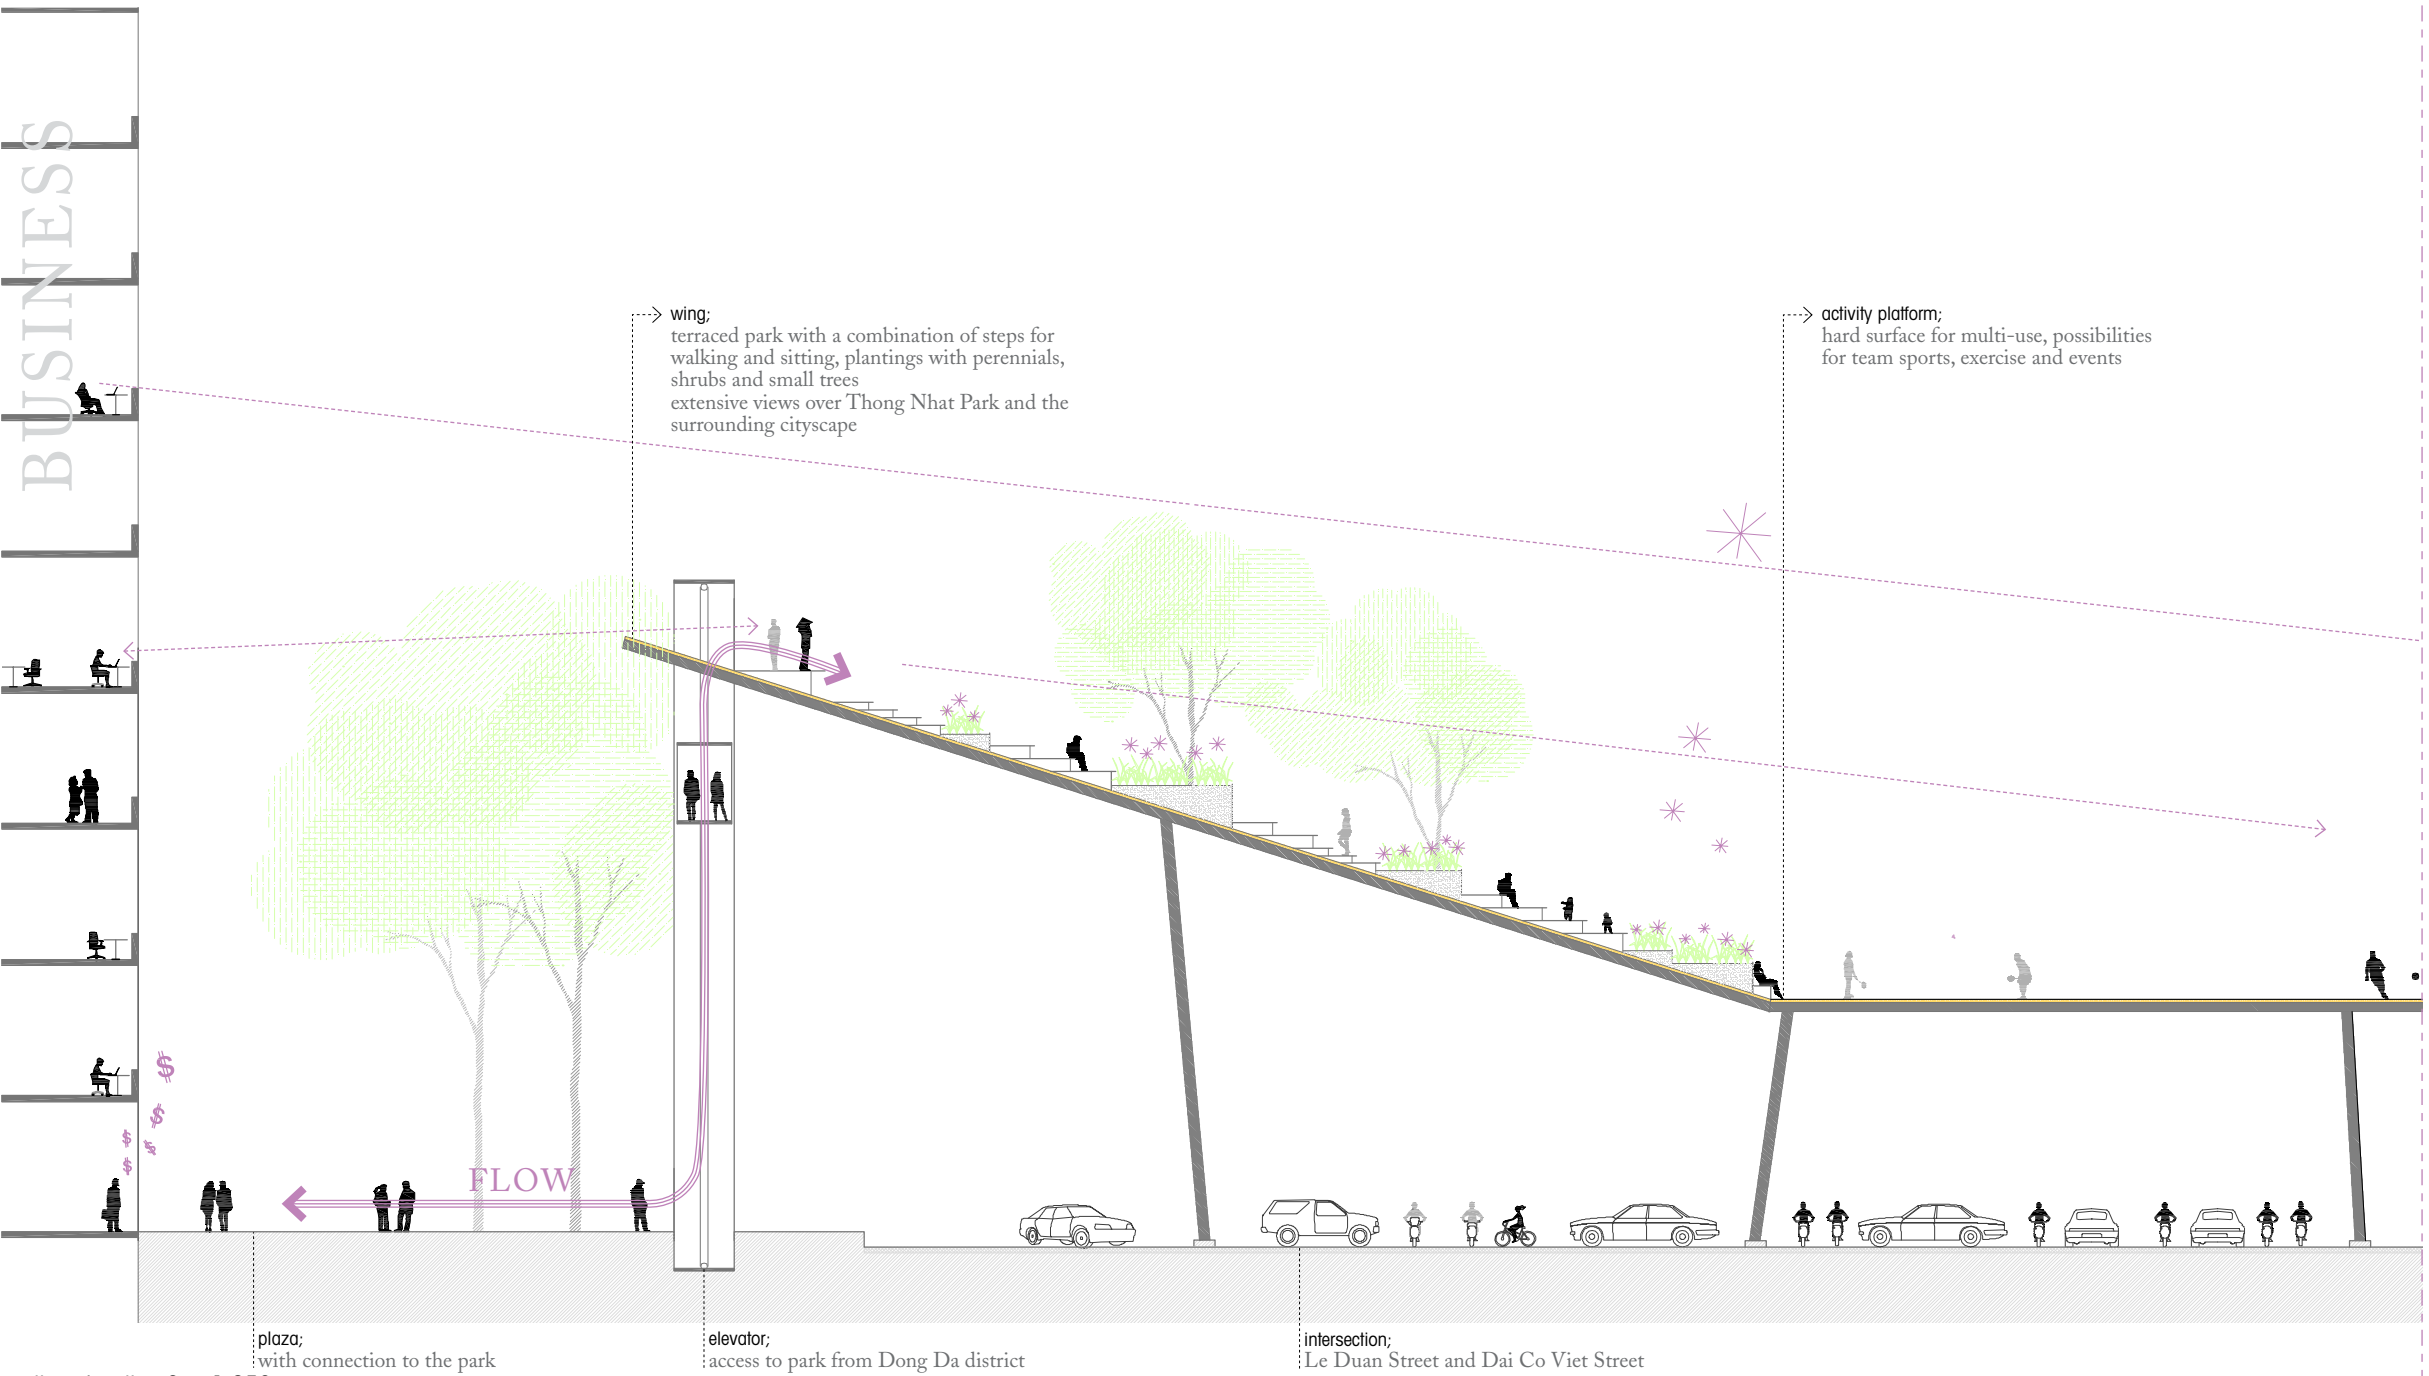 BUSINESS
wing;
terraced park with a combination of steps for
walking and sitting, plantings with perennials,
shrubs and small trees
extensive views over Thong Nhat Park and the
surrounding cityscape
activity platform;
hard surface for multi-use, possibilities
for team sports, exercise and events
$
$
$
$
$
FLOW
plaza;
with connection to the park
elevator;
access to park from Dong Da district
intersection;
Le Duan Street and Dai Co Viet Street